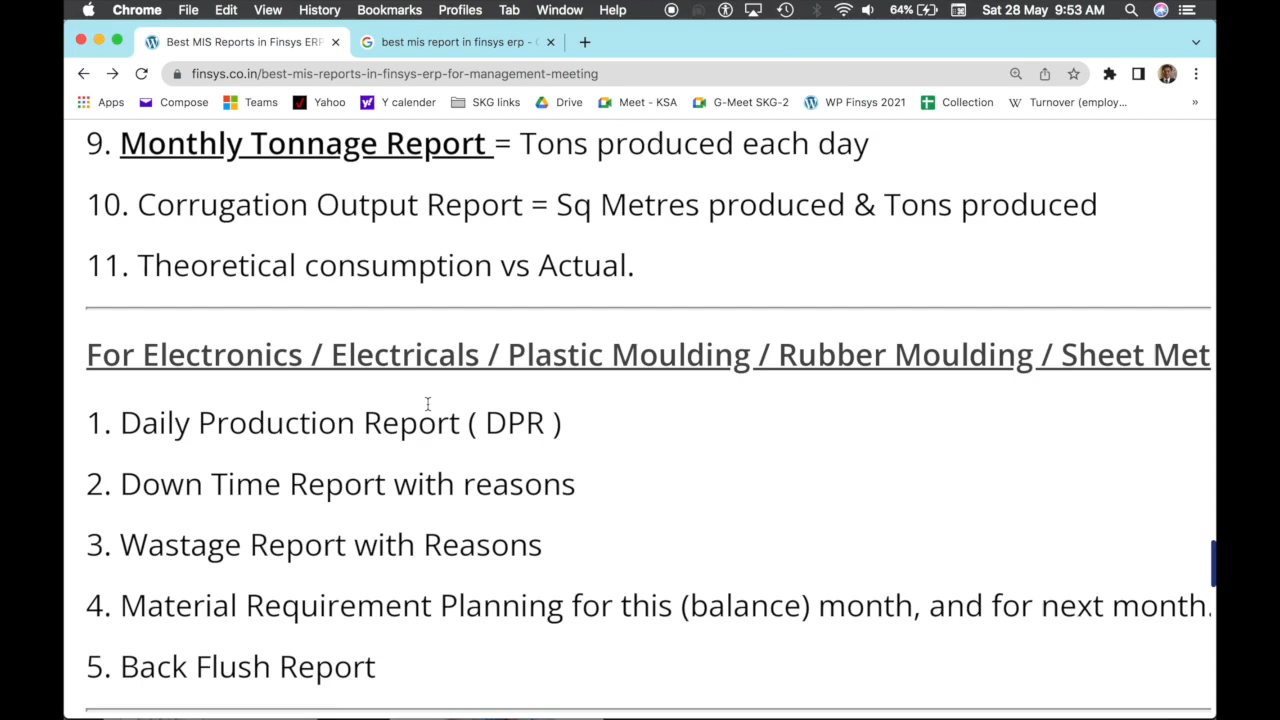 Chrome File Edit View History Bookmarks Profiles Tab Window Help 64% Sat 28 May 9:53 AM
Best MIS Reports in Finsys ERP best mis report in finsys erp -
finsys.co.in/best-mis-reports-in-finsys-erp-for-management-meeting
Apps Compose Teams Yahoo Y calender SKG links Drive Meet - KSA G-Meet SKG-2 WP Finsys 2021 Collection Turnover (employ... »
9. Monthly Tonnage Report = Tons produced each day
10. Corrugation Output Report = Sq Metres produced & Tons produced
11. Theoretical consumption vs Actual.
For Electronics / Electricals / Plastic Moulding / Rubber Moulding / Sheet Met
1. Daily Production Report ( DPR )
2. Down Time Report with reasons
3. Wastage Report with Reasons
4. Material Requirement Planning for this (balance) month, and for next month.
5. Back Flush Report